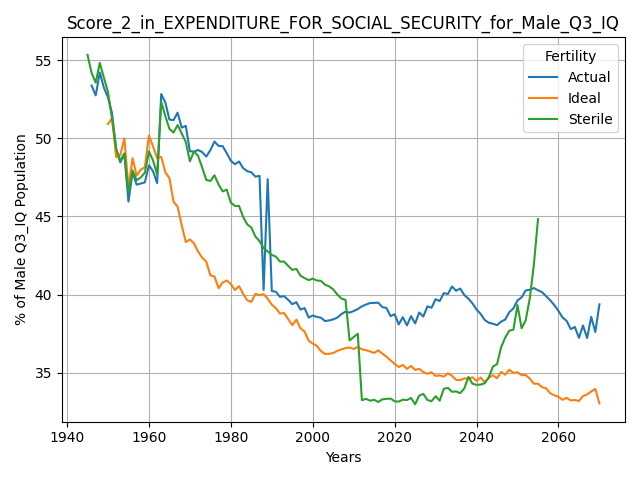 Score_2_in_EXPENDITURE_FOR_SOCIAL_SECURITY_for_Male_Q3_IQ
Fertility
Actual
Ideal
Sterile
% of Male Q3_IQ Population
55
50
45
40
35
1940 1960 1980 2000 2020 2040 2060
Years